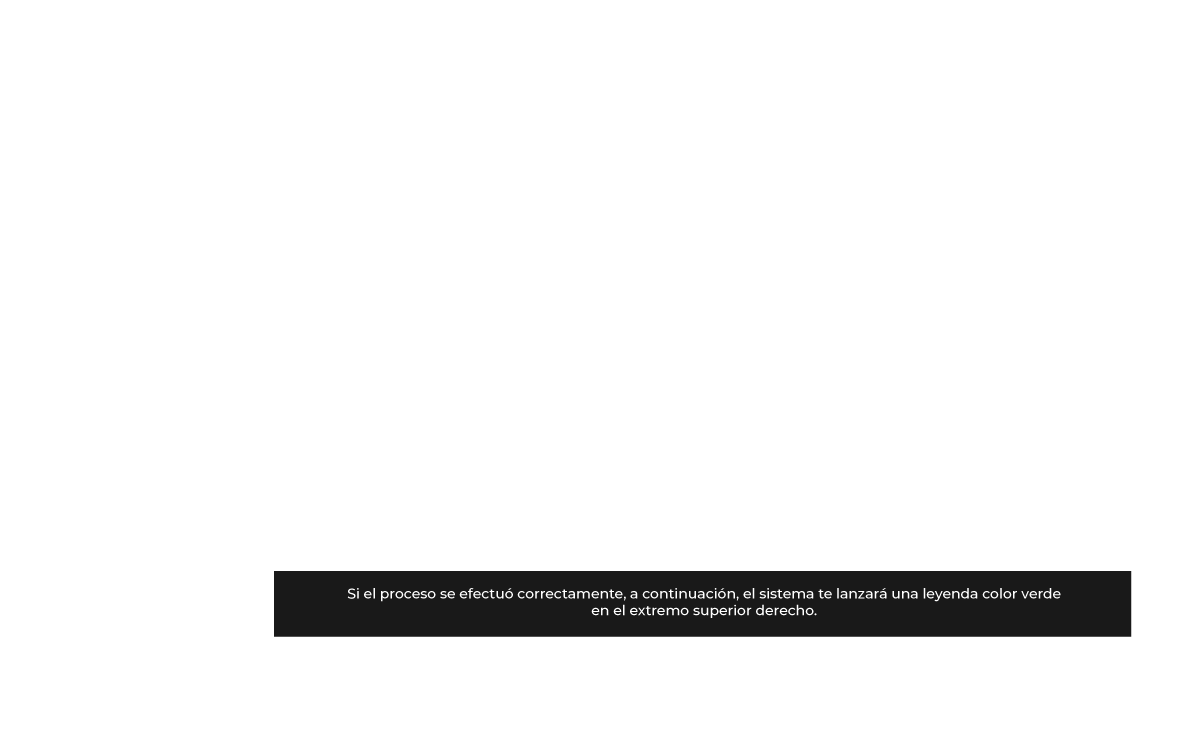 Si el proceso se efectuó correctamente, a continuación, el sistema te lanzará una leyenda color verde
en el extremo superior derecho.